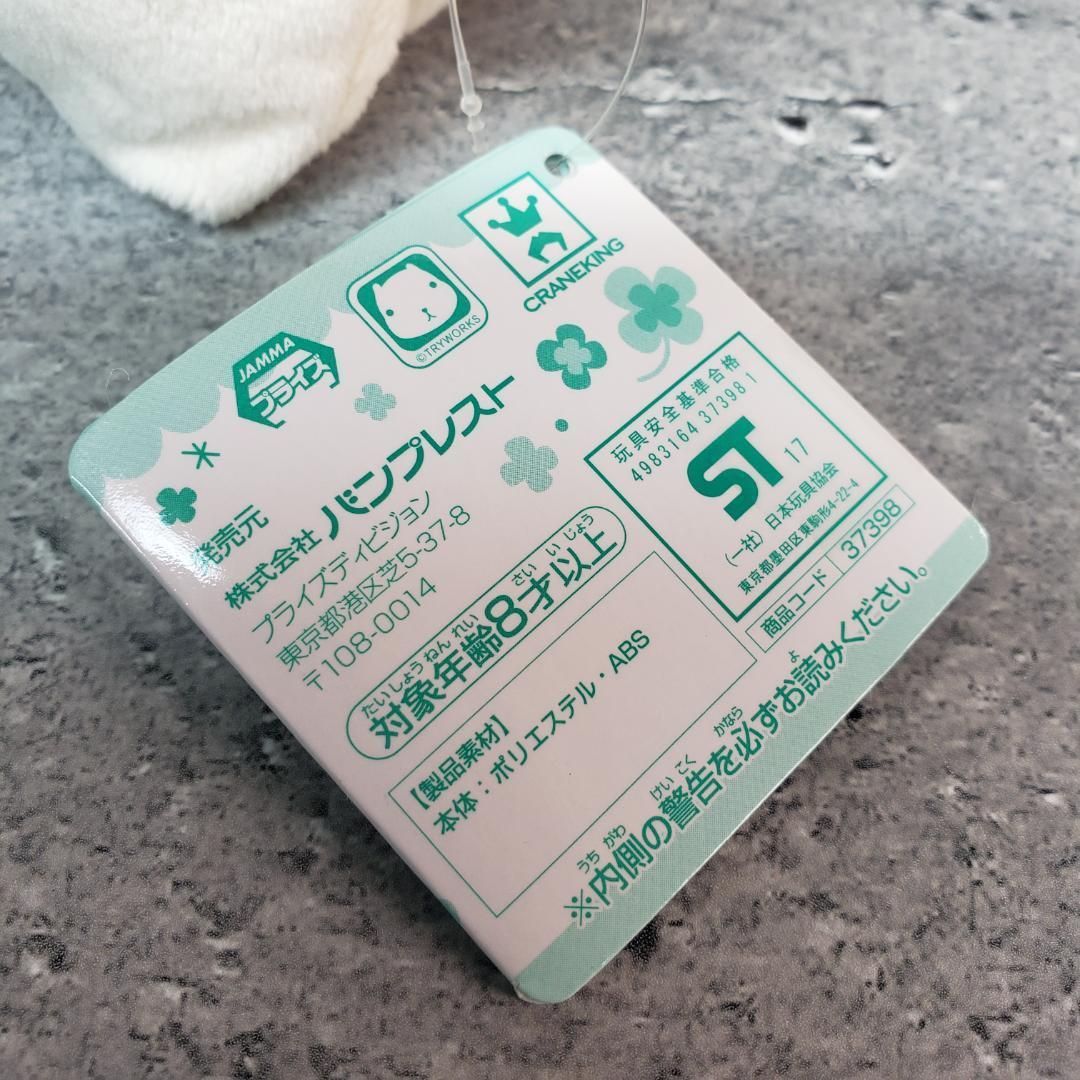 CRANEKING
©TRYWORKS
JAMMA
プライズ
発売元
株式会社 バンプレスト
プライズディビジョン
東京都港区芝5-37-8
〒108-0014
玩具安全基準合格
4983164 373981
ST 17
(一社) 日本玩具協会
東京都墨田区東駒形4-22-4
商品コード 37398
たいしょう ねん れい さい い じょう
対象年齢8才以上
【製品素材】
本体:ポリエステル・ABS
うち がわ けい こく かなら よ
※内側の警告を必ずお読みください。